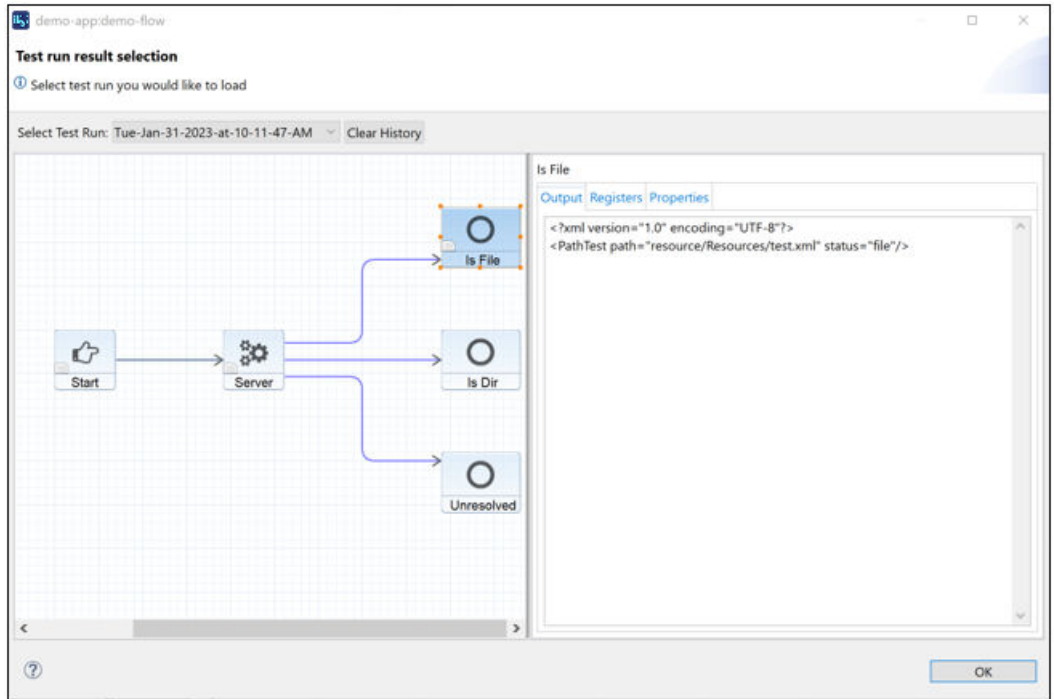 demo-app:demo-flow
Test run result selection
Select test run you would like to load
Select Test Run: Tue-Jan-31-2023-at-10-11-47-AM Clear History
Is File
Output Registers Properties
<?xml version="1.0" encoding="UTF-8"?>
<PathTest path="resource/Resources/test.xml" status="file"/>
Is File
Start
Server
Is Dir
Unresolved
OK